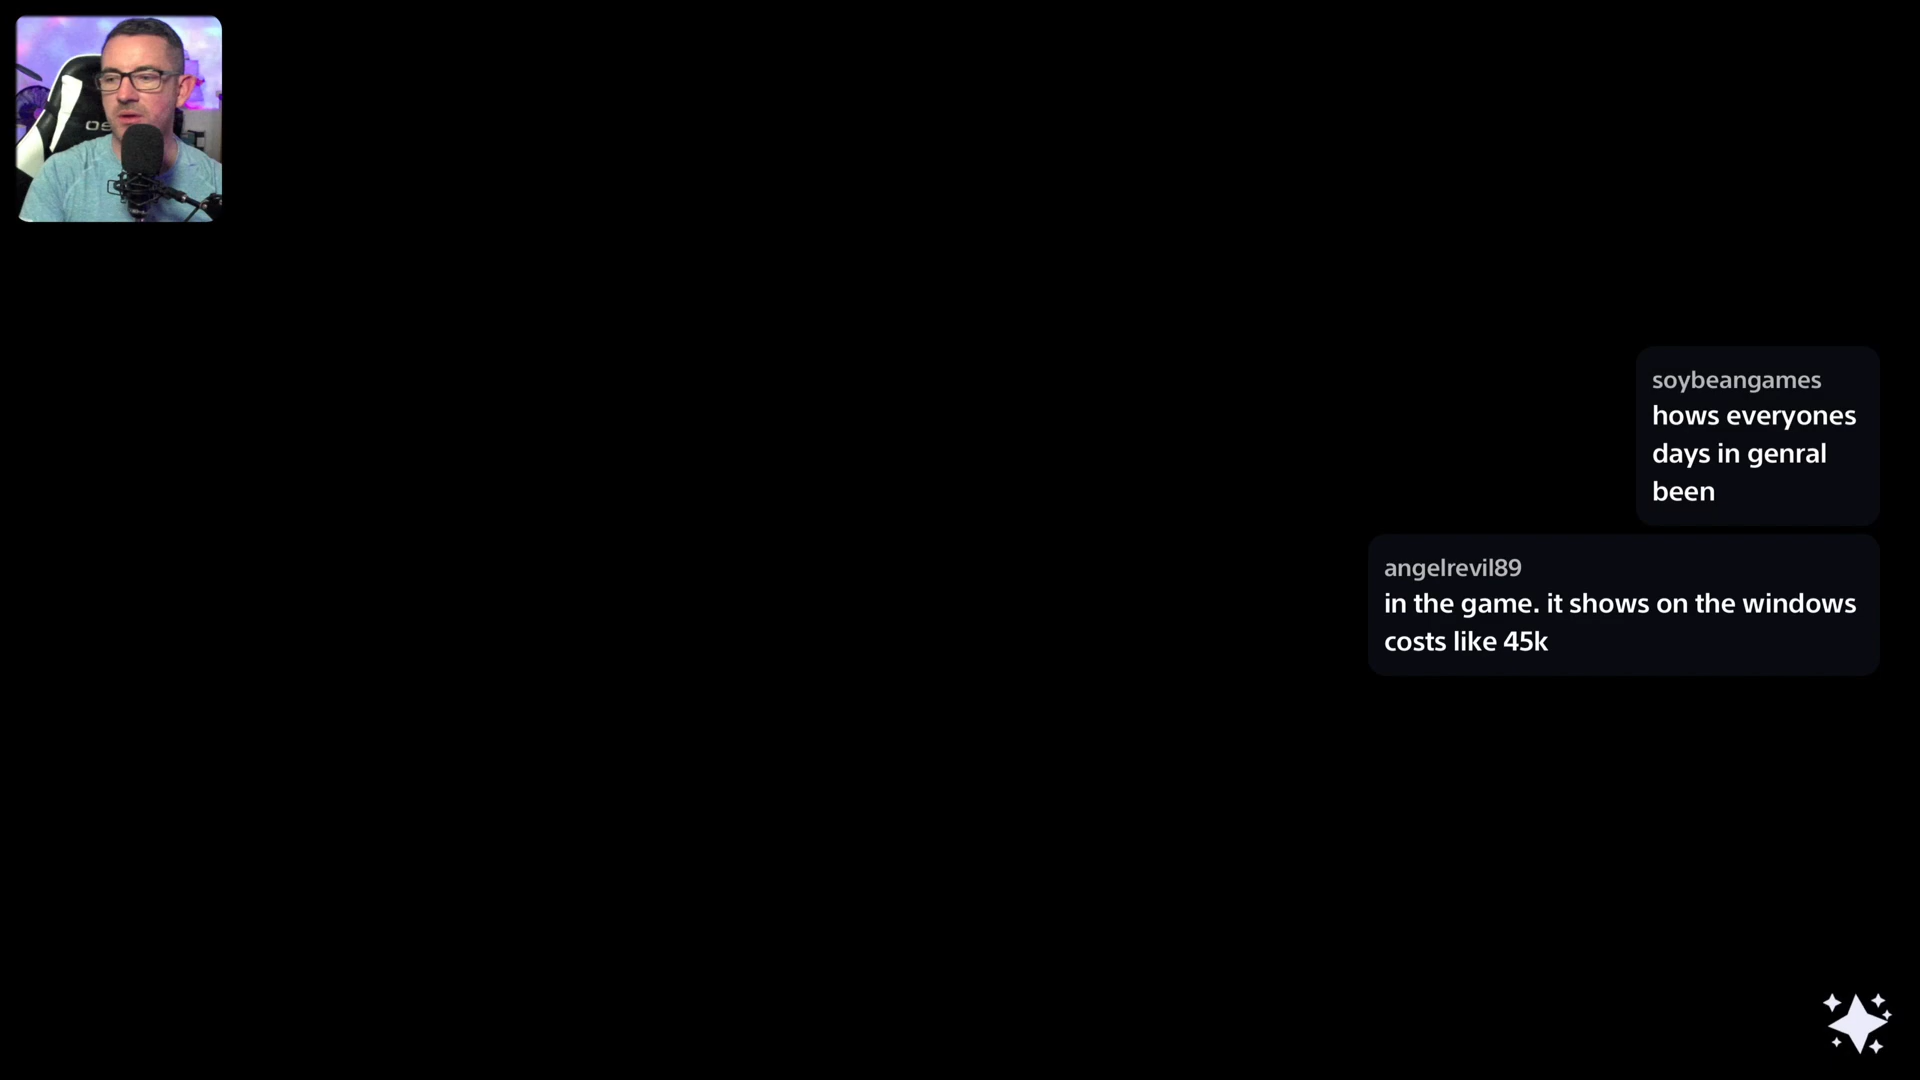 OS
soybeangames
hows everyones
days in genral
been
angelrevil89
in the game. it shows on the windows
costs like 45k